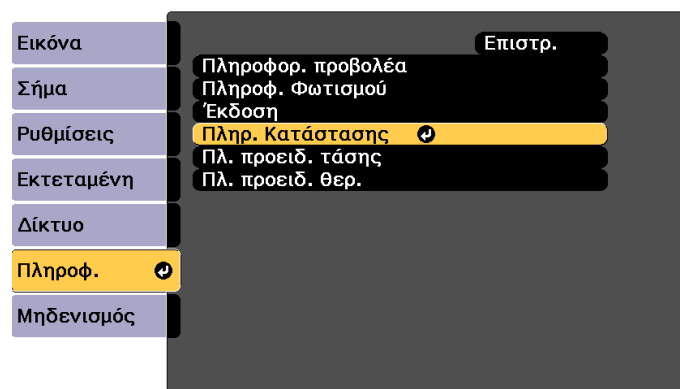 Εικόνα
Σήμα
Ρυθμίσεις
Εκτεταμένη
Δίκτυο
Πληροφ.
Μηδενισμός
Επιστρ.
Πληροφορ. προβολέα
Πληροφ. Φωτισμού
Έκδοση
Πληρ. Κατάστασης
Πλ. προειδ. τάσης
Πλ. προειδ. θερ.